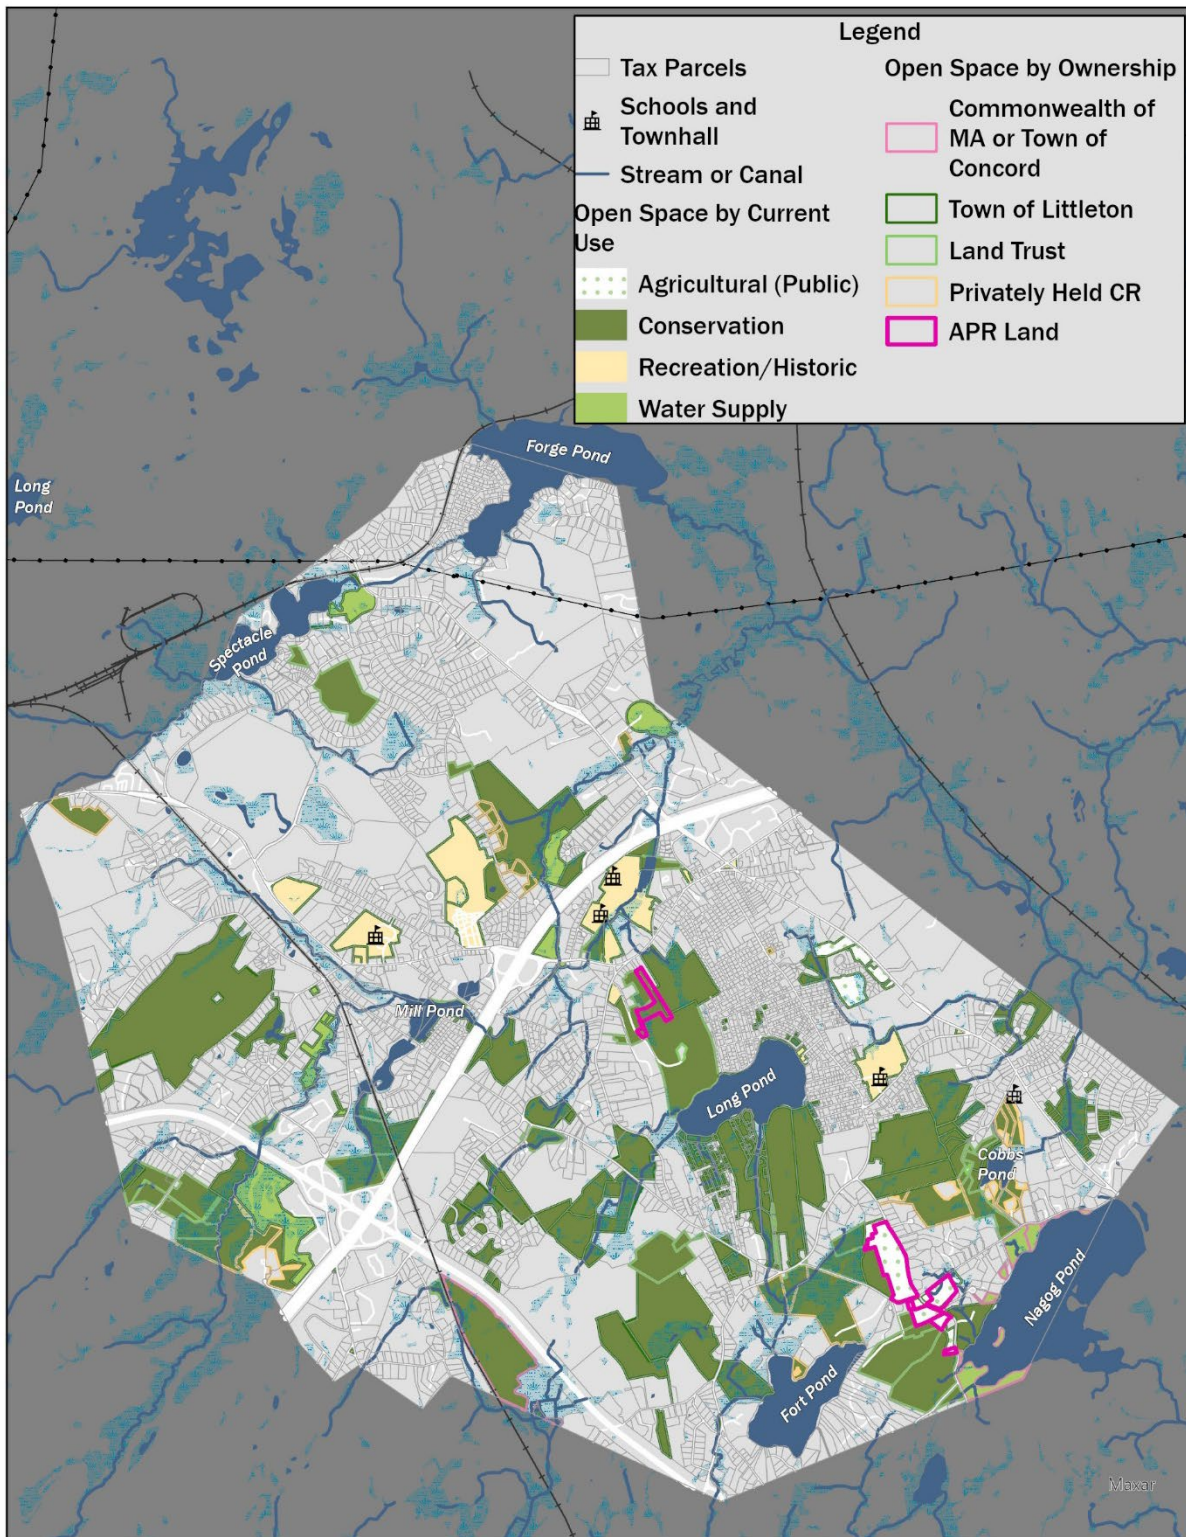 Legend
Tax Parcels
Schools and
Townhall
Stream or Canal
Open Space by Current
Use
Agricultural (Public)
Conservation
Recreation/Historic
Water Supply
Open Space by Ownership
Commonwealth of
MA or Town of
Concord
Town of Littleton
Land Trust
Privately Held CR
APR Land
Forge Pond
Long
Pond
Spectacle
Pond
Mill Pond
Long Pond
Cobbs
Pond
Nagog Pond
Fort Pond
Maxar